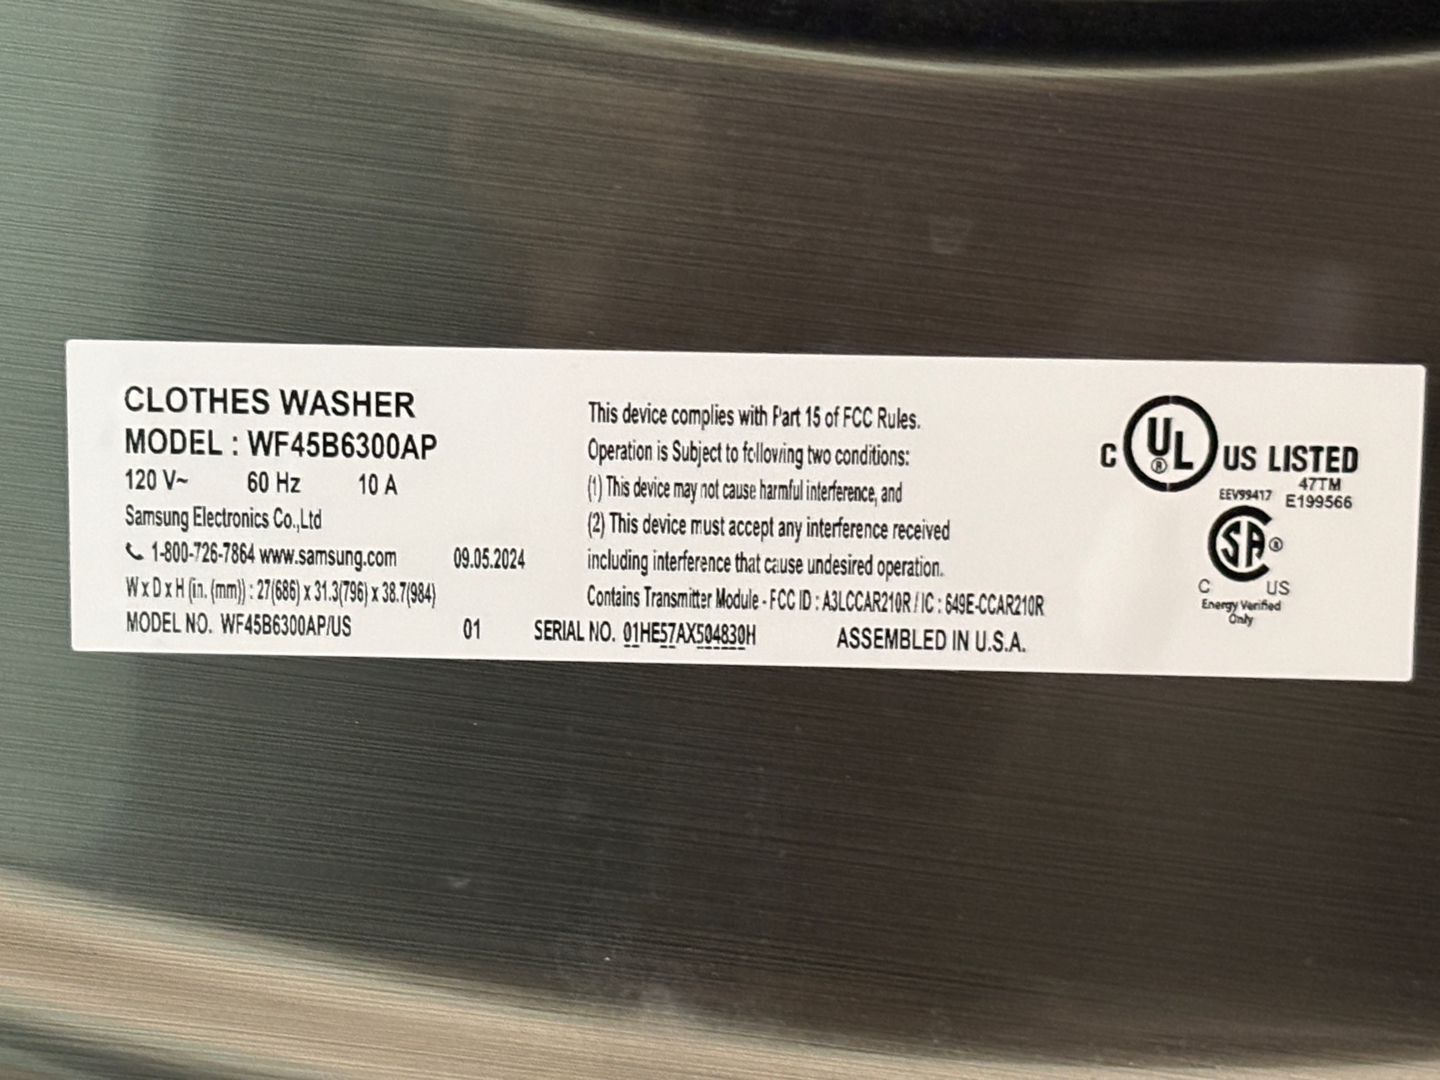 CLOTHES WASHER
MODEL : WF45B6300AP
120 V~ 60 Hz 10 A
Samsung Electronics Co.,Ltd
1-800-726-7864 www.samsung.com 09.05.2024
W x D x H (in. (mm)) : 27(686) x 31.3(796) x 38.7(984)
MODEL NO. WF45B6300AP/US 01 SERIAL NO. 01HE57AX504830H ASSEMBLED IN U.S.A.
This device complies with Part 15 of FCC Rules.
Operation is Subject to following two conditions:
(1) This device may not cause harmful interference, and
(2) This device must accept any interference received
including interference that cause undesired operation.
Contains Transmitter Module - FCC ID : A3LCCAR210R / IC : 649E-CCAR210R
C UL ® US LISTED
47TM
EEV99417 E199566
SA ®
C US
Energy Verified
Only